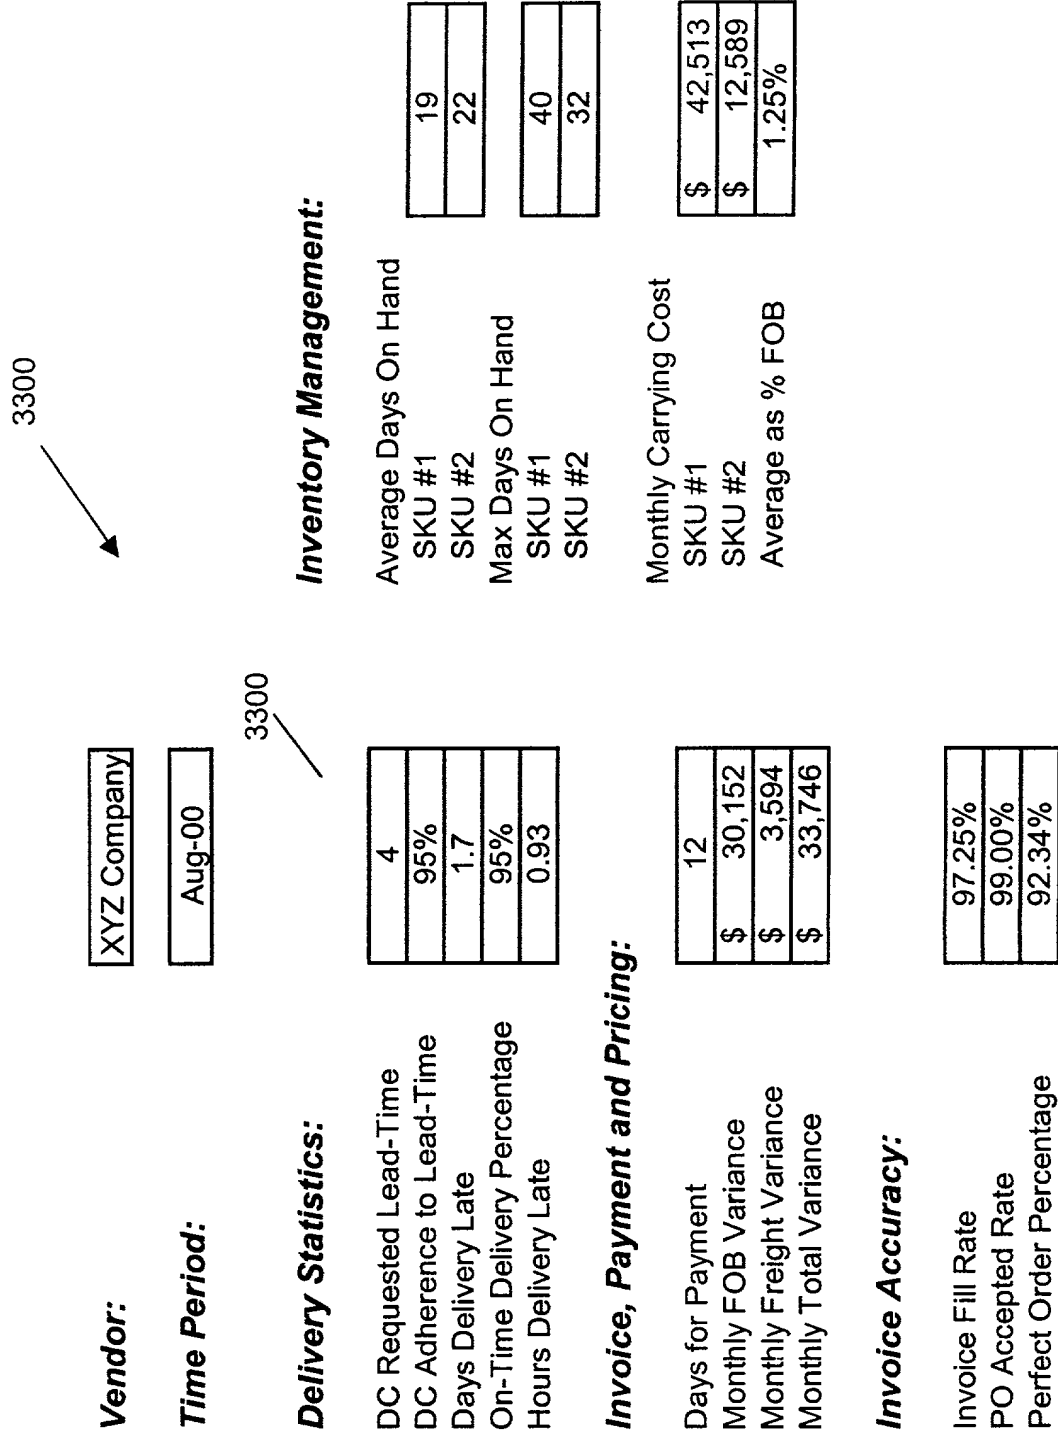 3300
Vendor: XYZ Company
Time Period: Aug-00
3300
Delivery Statistics:
DC Requested Lead-Time 4
DC Adherence to Lead-Time 95%
Days Delivery Late 1.7
On-Time Delivery Percentage 95%
Hours Delivery Late 0.93
Invoice, Payment and Pricing:
Days for Payment 12
Monthly FOB Variance $ 30,152
Monthly Freight Variance $ 3,594
Monthly Total Variance $ 33,746
Invoice Accuracy:
Invoice Fill Rate 97.25%
PO Accepted Rate 99.00%
Perfect Order Percentage 92.34%
Inventory Management:
Average Days On Hand
SKU #1 19
SKU #2 22
Max Days On Hand
SKU #1 40
SKU #2 32
Monthly Carrying Cost
SKU #1 $ 42,513
SKU #2 $ 12,589
Average as % FOB 1.25%